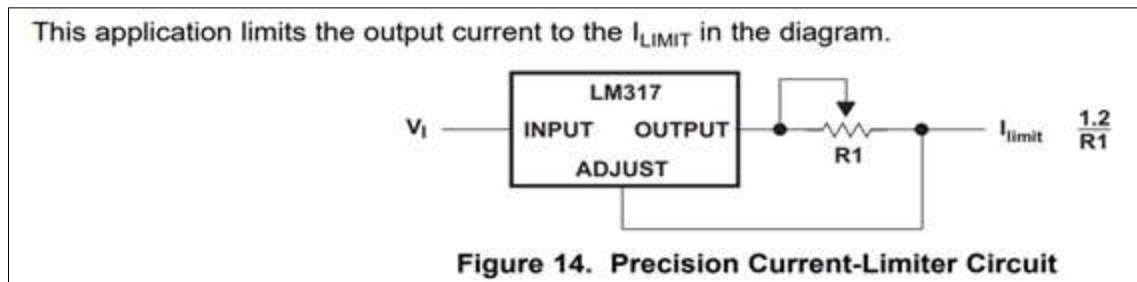 This application limits the output current to the ILIMIT in the diagram.
LM317
VI INPUT OUTPUT Ilimit 1.2
R1
R1
ADJUST
Figure 14. Precision Current-Limiter Circuit